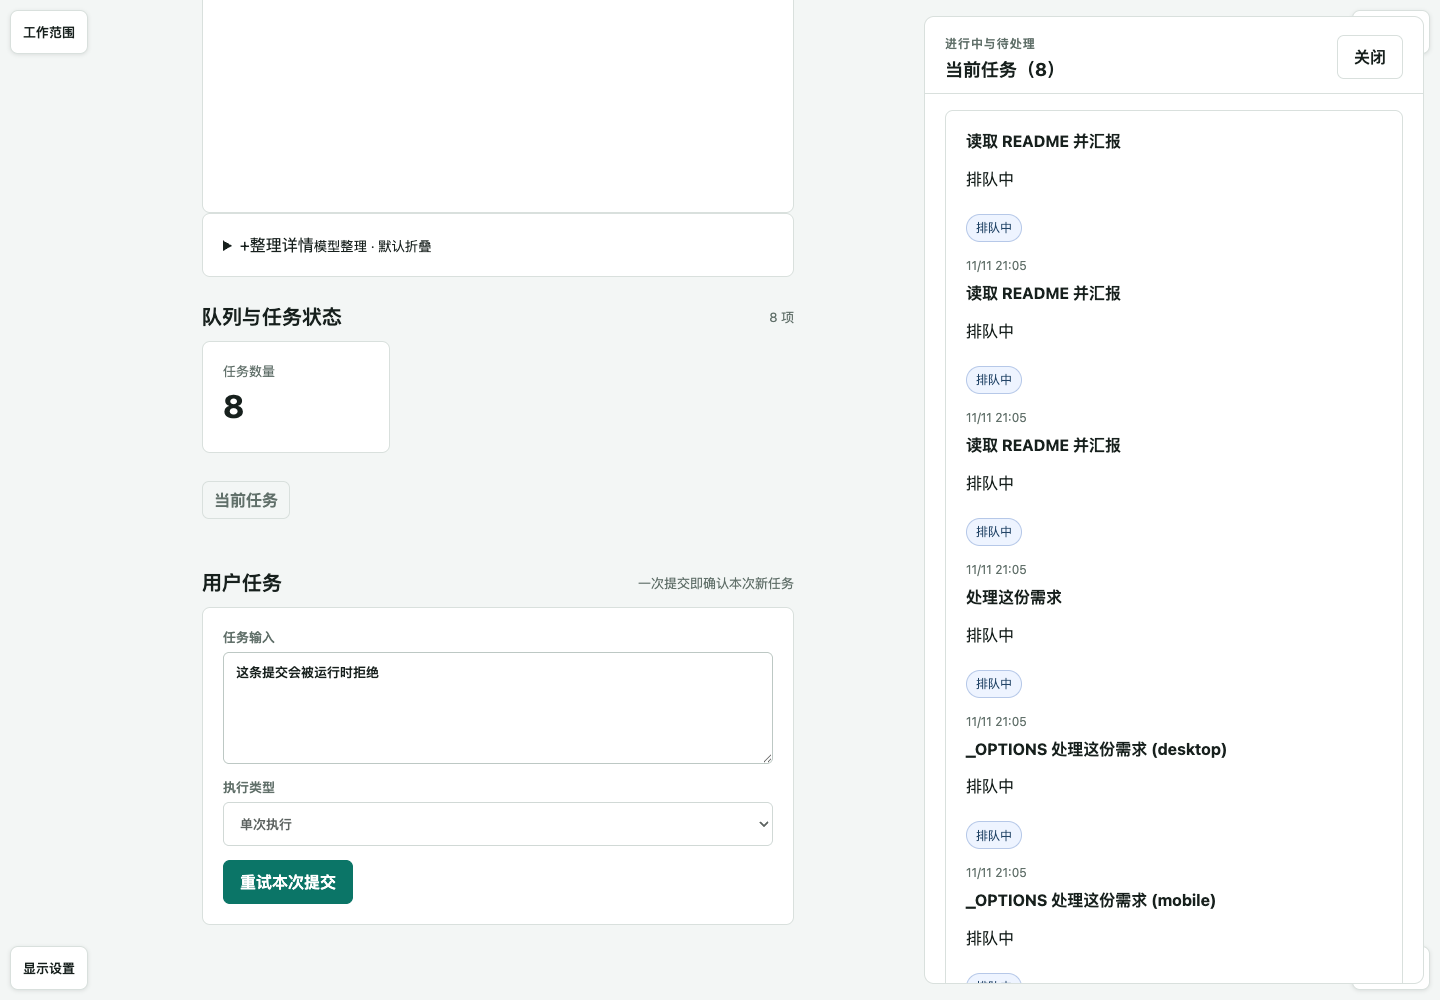 工作范围
+整理详情模型整理 · 默认折叠
队列与任务状态
8 项
任务数量
8
当前任务
用户任务
一次提交即确认本次新任务
任务输入
这条提交会被运行时拒绝
执行类型
单次执行
重试本次提交
显示设置
进行中与待处理
当前任务（8）
关闭
读取 README 并汇报
排队中
排队中
11/11 21:05
读取 README 并汇报
排队中
排队中
11/11 21:05
读取 README 并汇报
排队中
排队中
11/11 21:05
处理这份需求
排队中
排队中
11/11 21:05
_OPTIONS 处理这份需求 (desktop)
排队中
排队中
11/11 21:05
_OPTIONS 处理这份需求 (mobile)
排队中
排队中